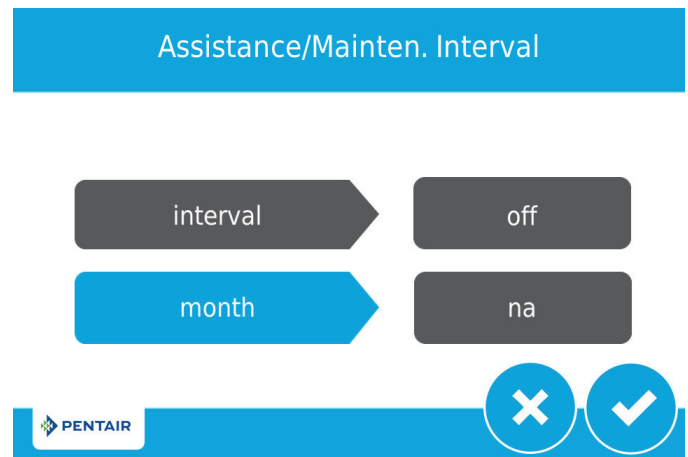 Assistance/Mainten. Interval
interval off
month na
PENTAIR